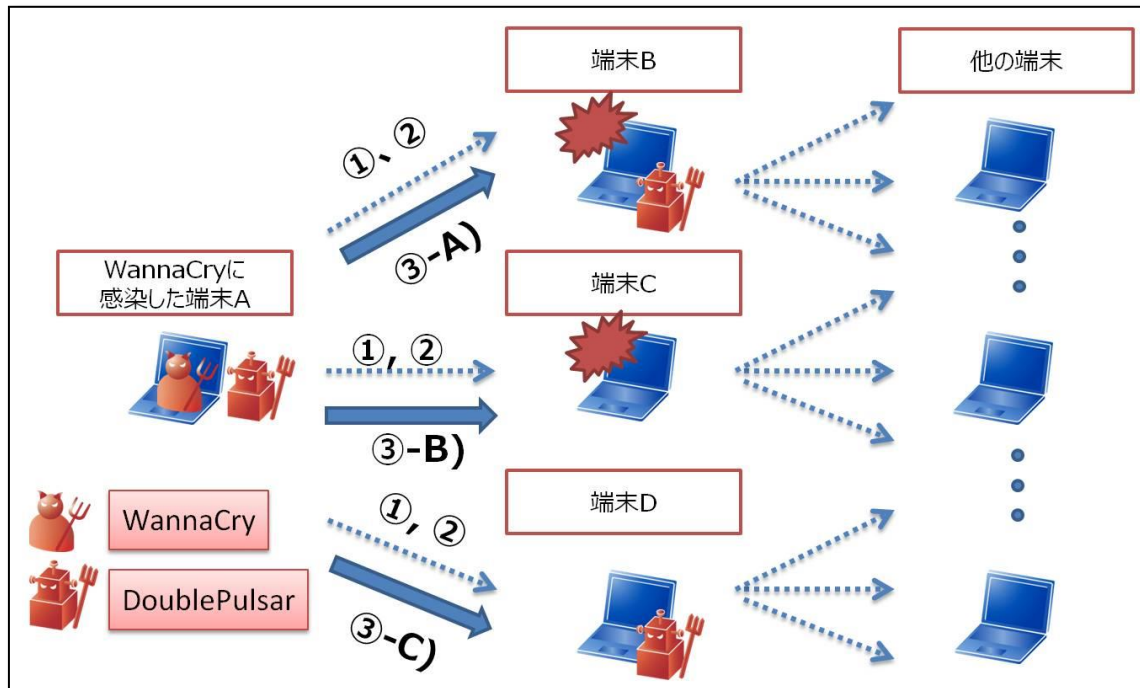 端末B
他の端末
①、②
③-A)
WannaCryに
感染した端末A
端末C
①, ②
③-B)
端末D
WannaCry
①, ②
DoublePulsar
③-C)